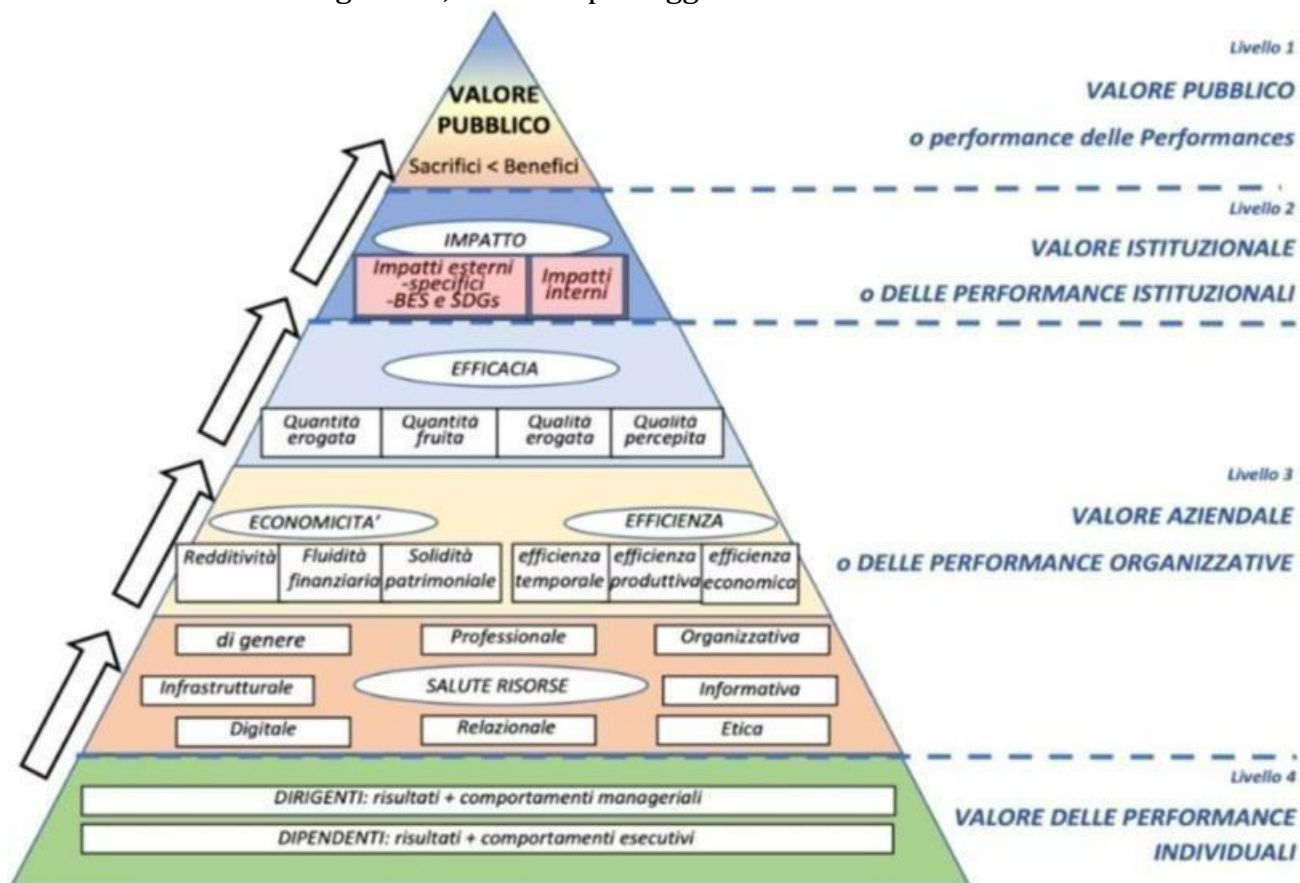 Livello 1
VALORE PUBBLICO
o performance delle Performances
VALORE
PUBBLICO
Sacrifici < Benefici
Livello 2
VALORE ISTITUZIONALE
o DELLE PERFORMANCE ISTITUZIONALI
IMPATTO
Impatti esterni
-specifici
-BES e SDGs
Impatti
interni
EFFICACIA
Quantità
erogata
Quantità
fruita
Qualità
erogata
Qualità
percepita
Livello 3
VALORE AZIENDALE
o DELLE PERFORMANCE ORGANIZZATIVE
ECONOMICITA'
EFFICIENZA
Redditività
Fluidità
finanziaria
Solidità
patrimoniale
efficienza
temporale
efficienza
produttiva
efficienza
economica
di genere
Professionale
Organizzativa
Infrastrutturale
SALUTE RISORSE
Informativa
Digitale
Relazionale
Etica
Livello 4
VALORE DELLE PERFORMANCE
INDIVIDUALI
DIRIGENTI: risultati + comportamenti manageriali
DIPENDENTI: risultati + comportamenti esecutivi